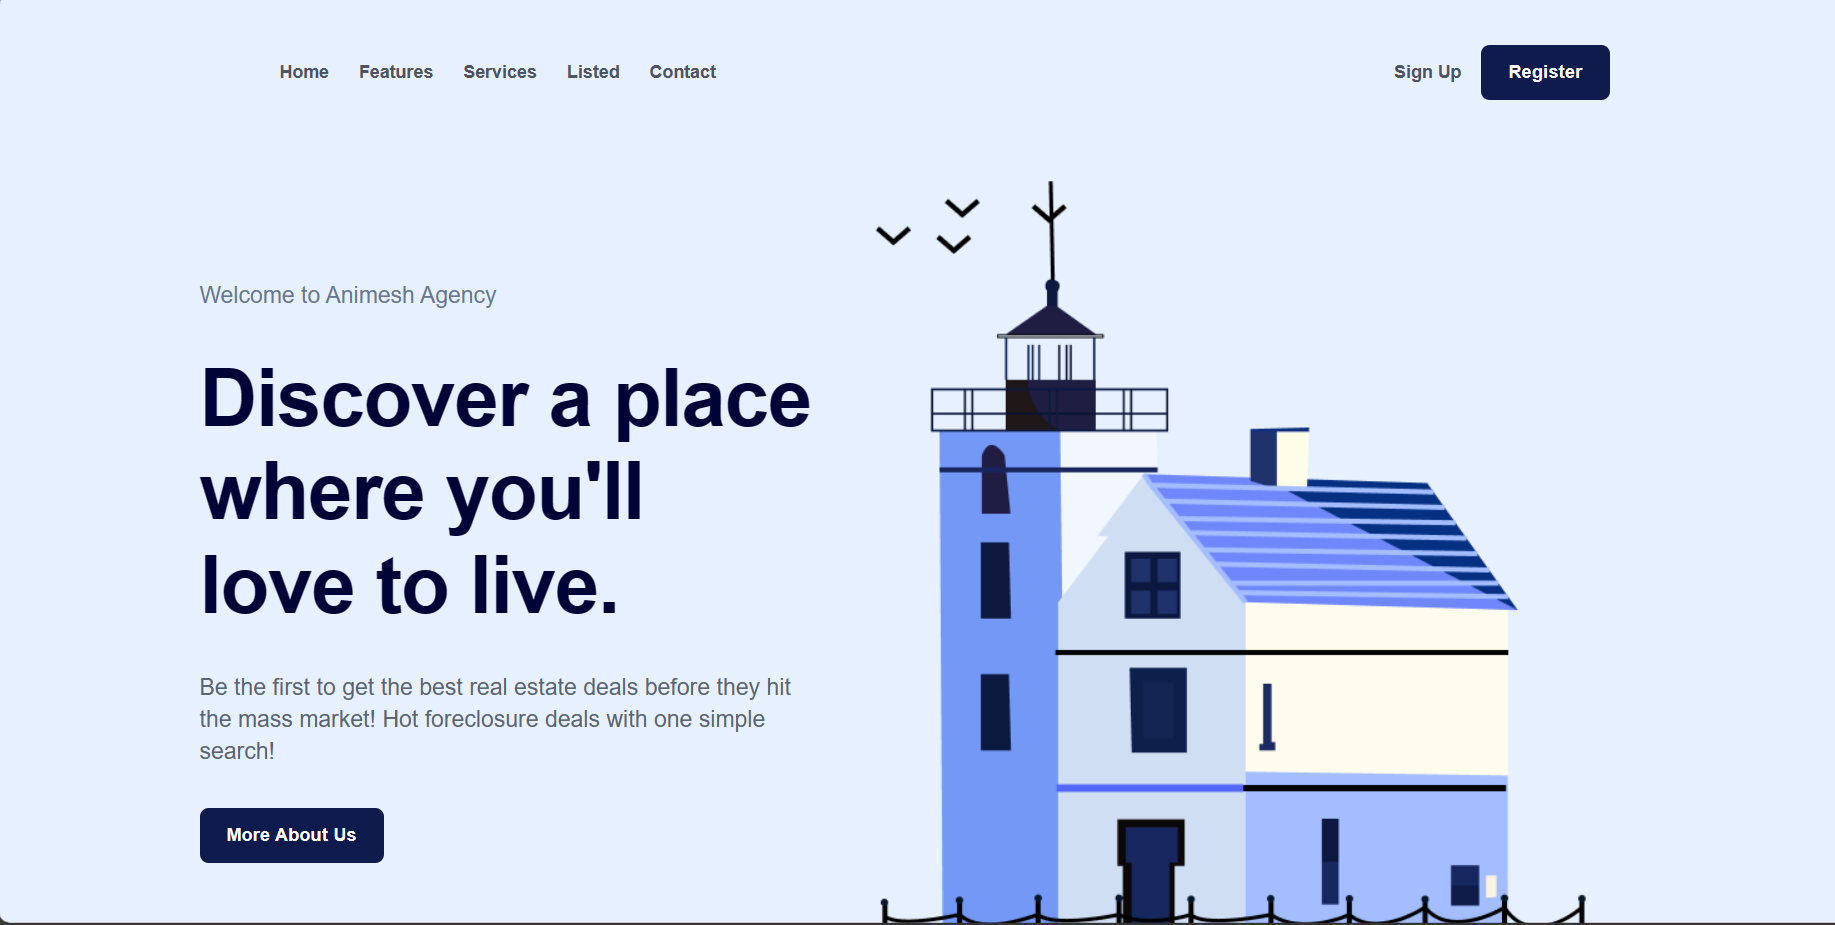 Home Features Services Listed Contact Sign Up Register
Welcome to Animesh Agency
Discover a place
where you'll
love to live.
Be the first to get the best real estate deals before they hit
the mass market! Hot foreclosure deals with one simple
search!
More About Us